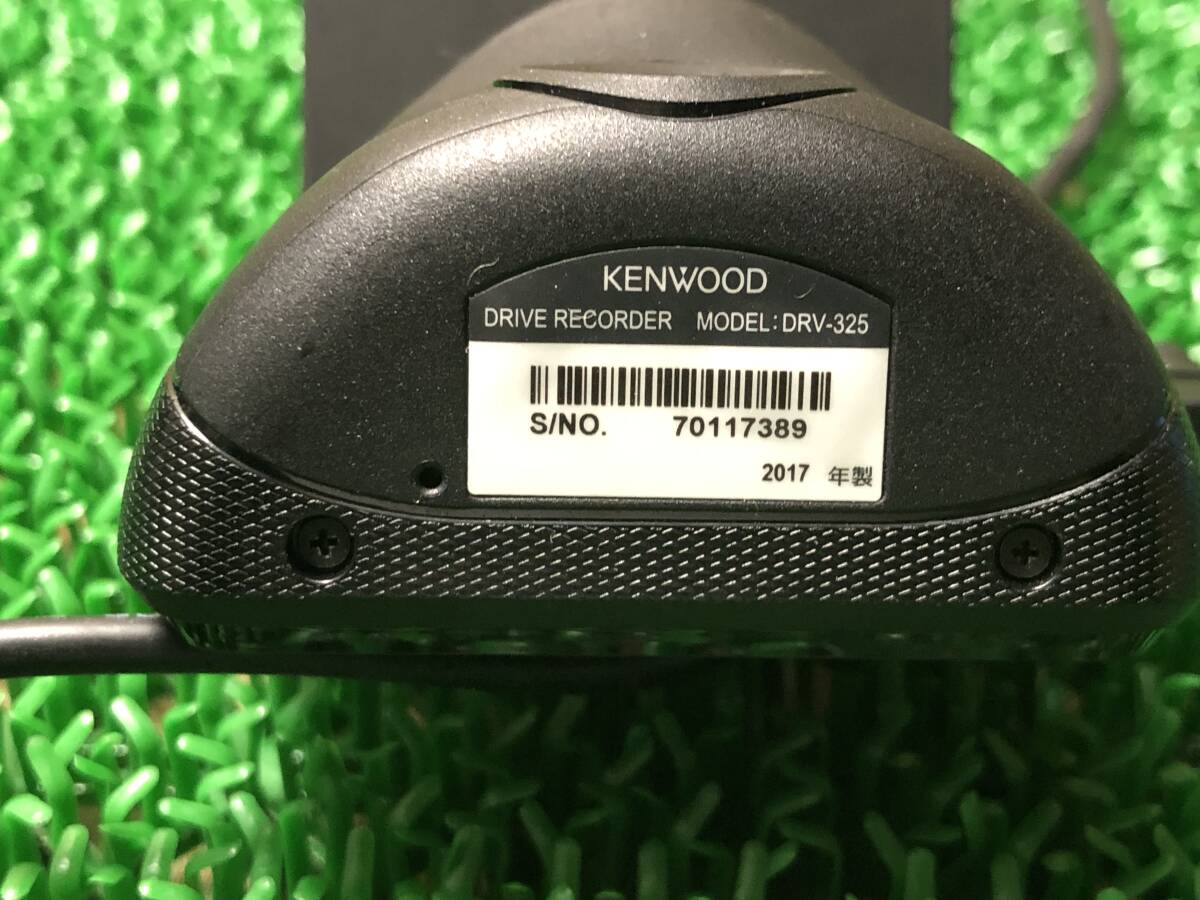 KENWOOD
DRIVE RECORDER MODEL:DRV-325
S/NO. 70117389
2017 年製